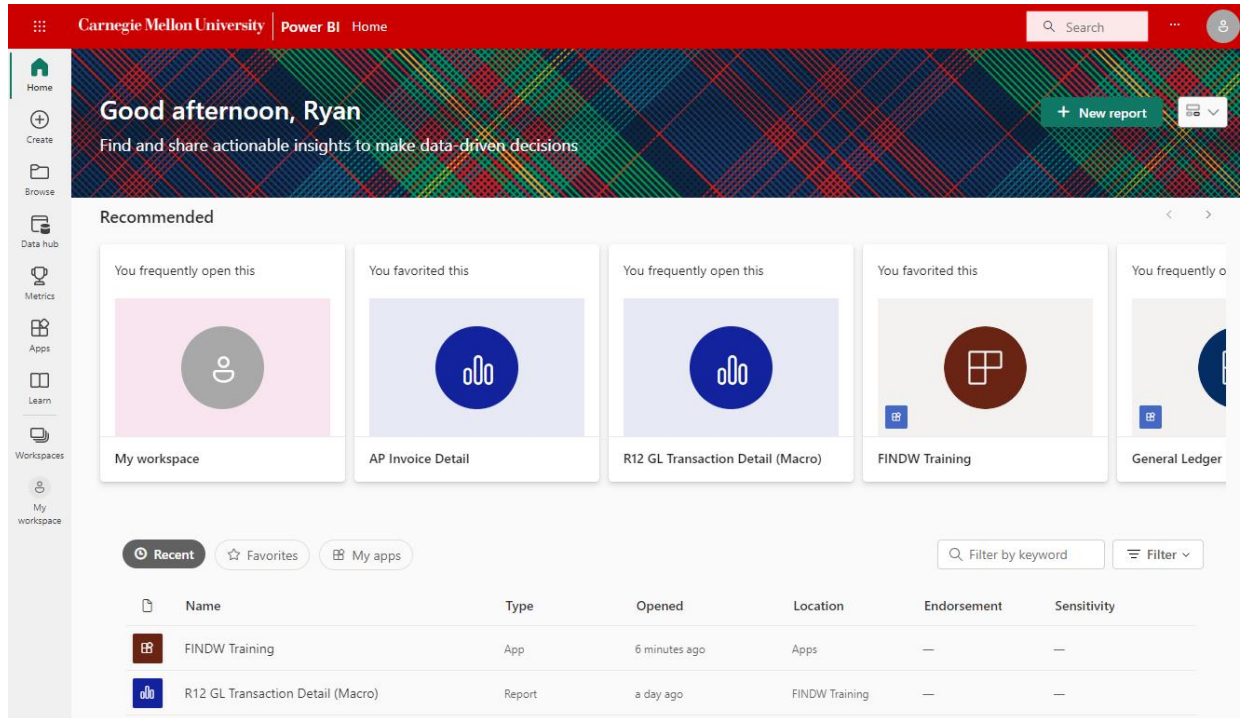 Carnegie Mellon University Power BI Home
Search
...
Home
Create
Browse
Data hub
Metrics
Apps
Learn
Workspaces
My
workspace
Good afternoon, Ryan
Find and share actionable insights to make data-driven decisions
+ New report
Recommended
You frequently open this
My workspace
You favorited this
AP Invoice Detail
You frequently open this
R12 GL Transaction Detail (Macro)
You favorited this
FINDW Training
You frequently o
General Ledger
Recent Favorites My apps
Filter by keyword Filter
Name Type Opened Location Endorsement Sensitivity
FINDW Training App 6 minutes ago Apps — —
R12 GL Transaction Detail (Macro) Report a day ago FINDW Training — —